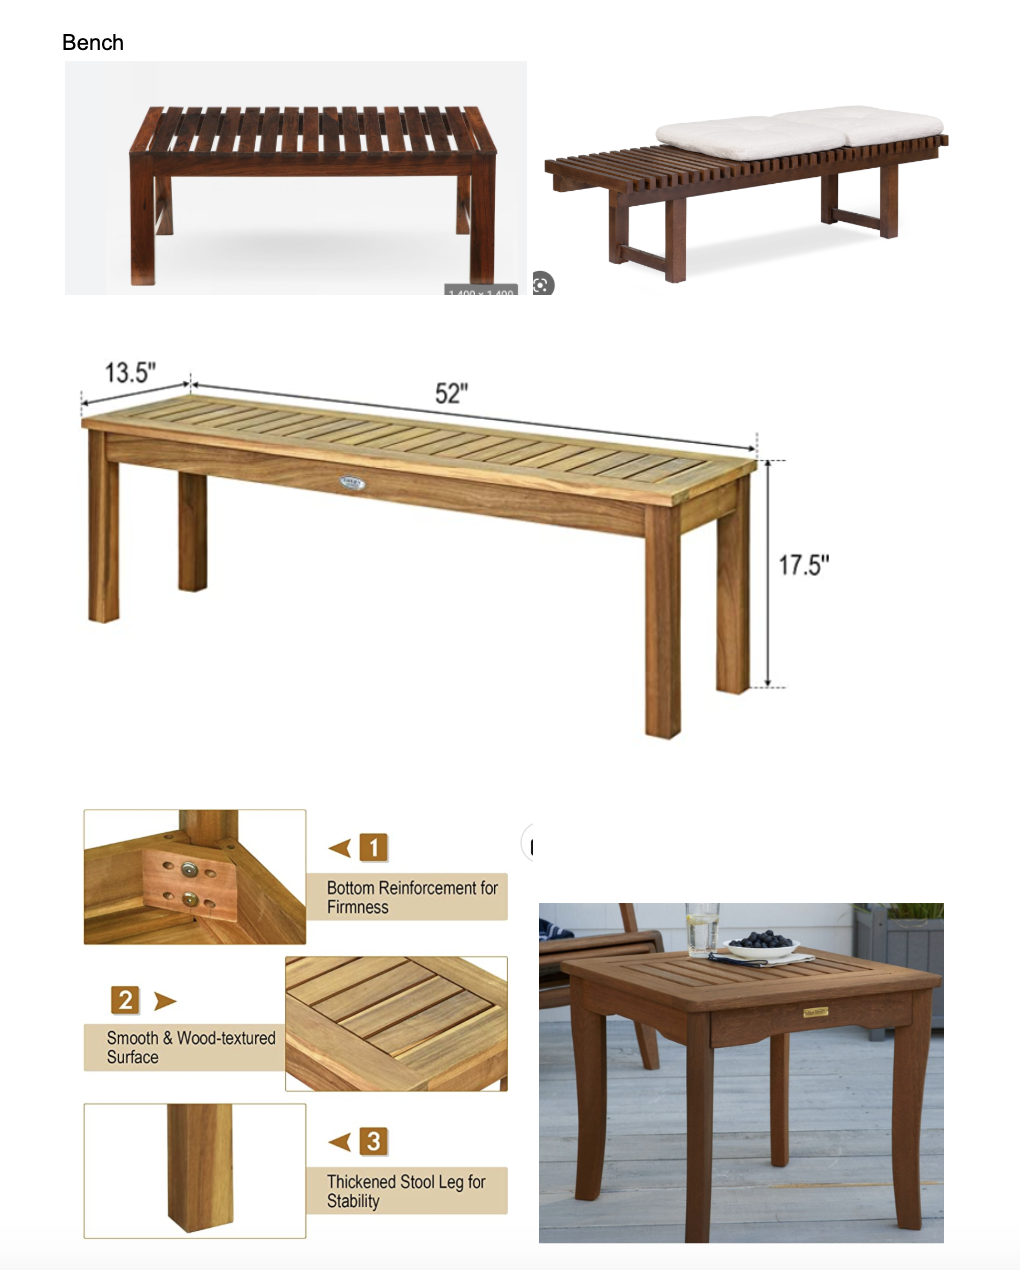 Bench
13.5"
52"
17.5"
1
Bottom Reinforcement for
Firmness
2
Smooth & Wood-textured
Surface
3
Thickened Stool Leg for
Stability